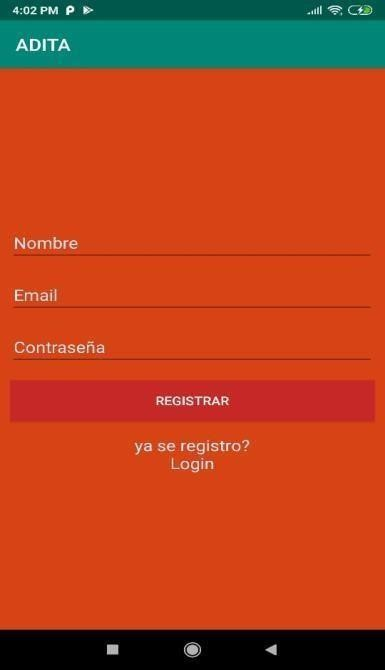 4:02 PM
ADITA
Nombre
Email
Contraseña
REGISTRAR
ya se registro?
Login